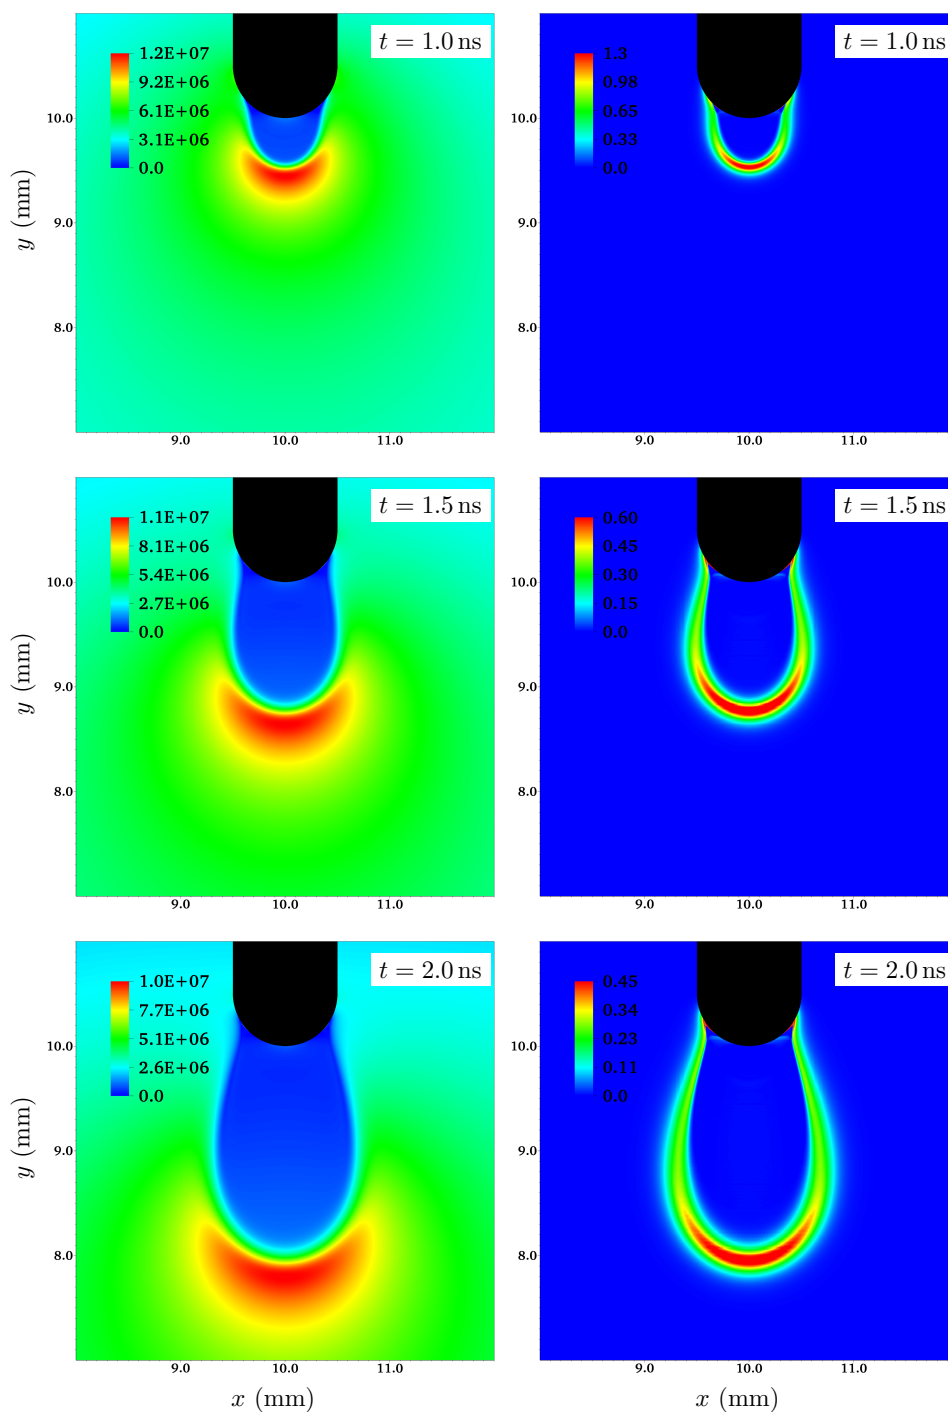 t = 1.0 ns
1.2E+07
9.2E+06
6.1E+06
3.1E+06
0.0
10.0
9.0
8.0
y (mm)
9.0 10.0 11.0
t = 1.0 ns
1.3
0.98
0.65
0.33
0.0
10.0
9.0
8.0
9.0 10.0 11.0
t = 1.5 ns
1.1E+07
8.1E+06
5.4E+06
2.7E+06
0.0
10.0
9.0
8.0
y (mm)
9.0 10.0 11.0
t = 1.5 ns
0.60
0.45
0.30
0.15
0.0
10.0
9.0
8.0
9.0 10.0 11.0
t = 2.0 ns
1.0E+07
7.7E+06
5.1E+06
2.6E+06
0.0
10.0
9.0
8.0
y (mm)
9.0 10.0 11.0
x (mm)
t = 2.0 ns
0.45
0.34
0.23
0.11
0.0
10.0
9.0
8.0
9.0 10.0 11.0
x (mm)